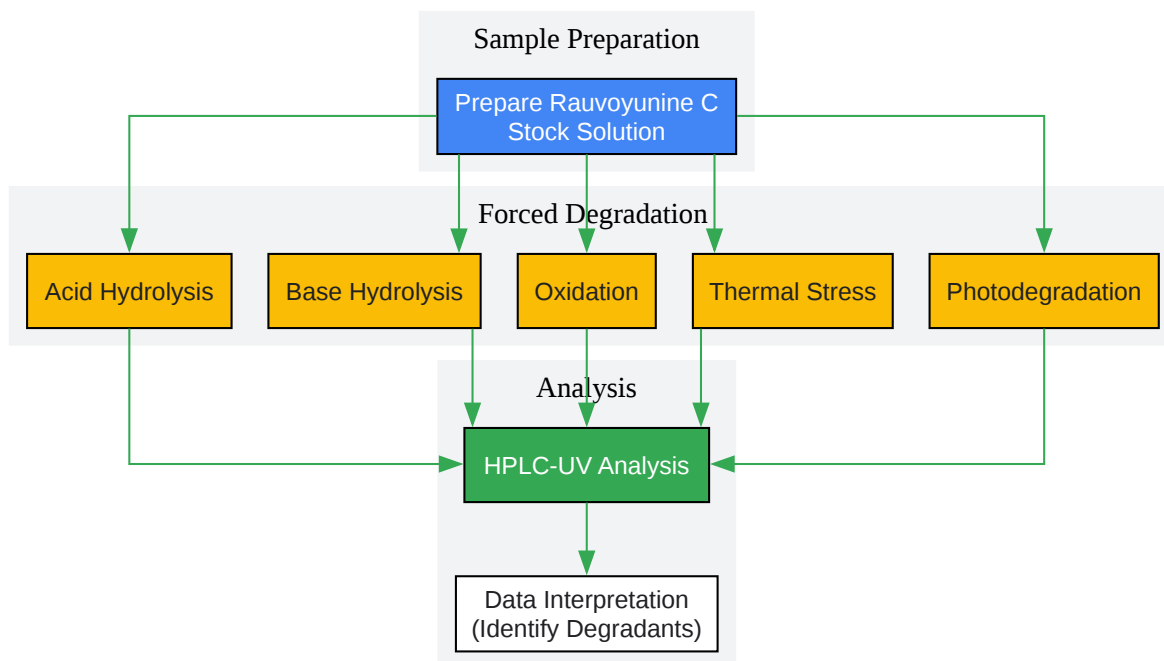 Sample Preparation
Prepare Rauvoyunine C
Stock Solution
Forced Degradation
Acid Hydrolysis
Base Hydrolysis
Oxidation
Thermal Stress
Photodegradation
Analysis
HPLC-UV Analysis
Data Interpretation
(Identify Degradants)